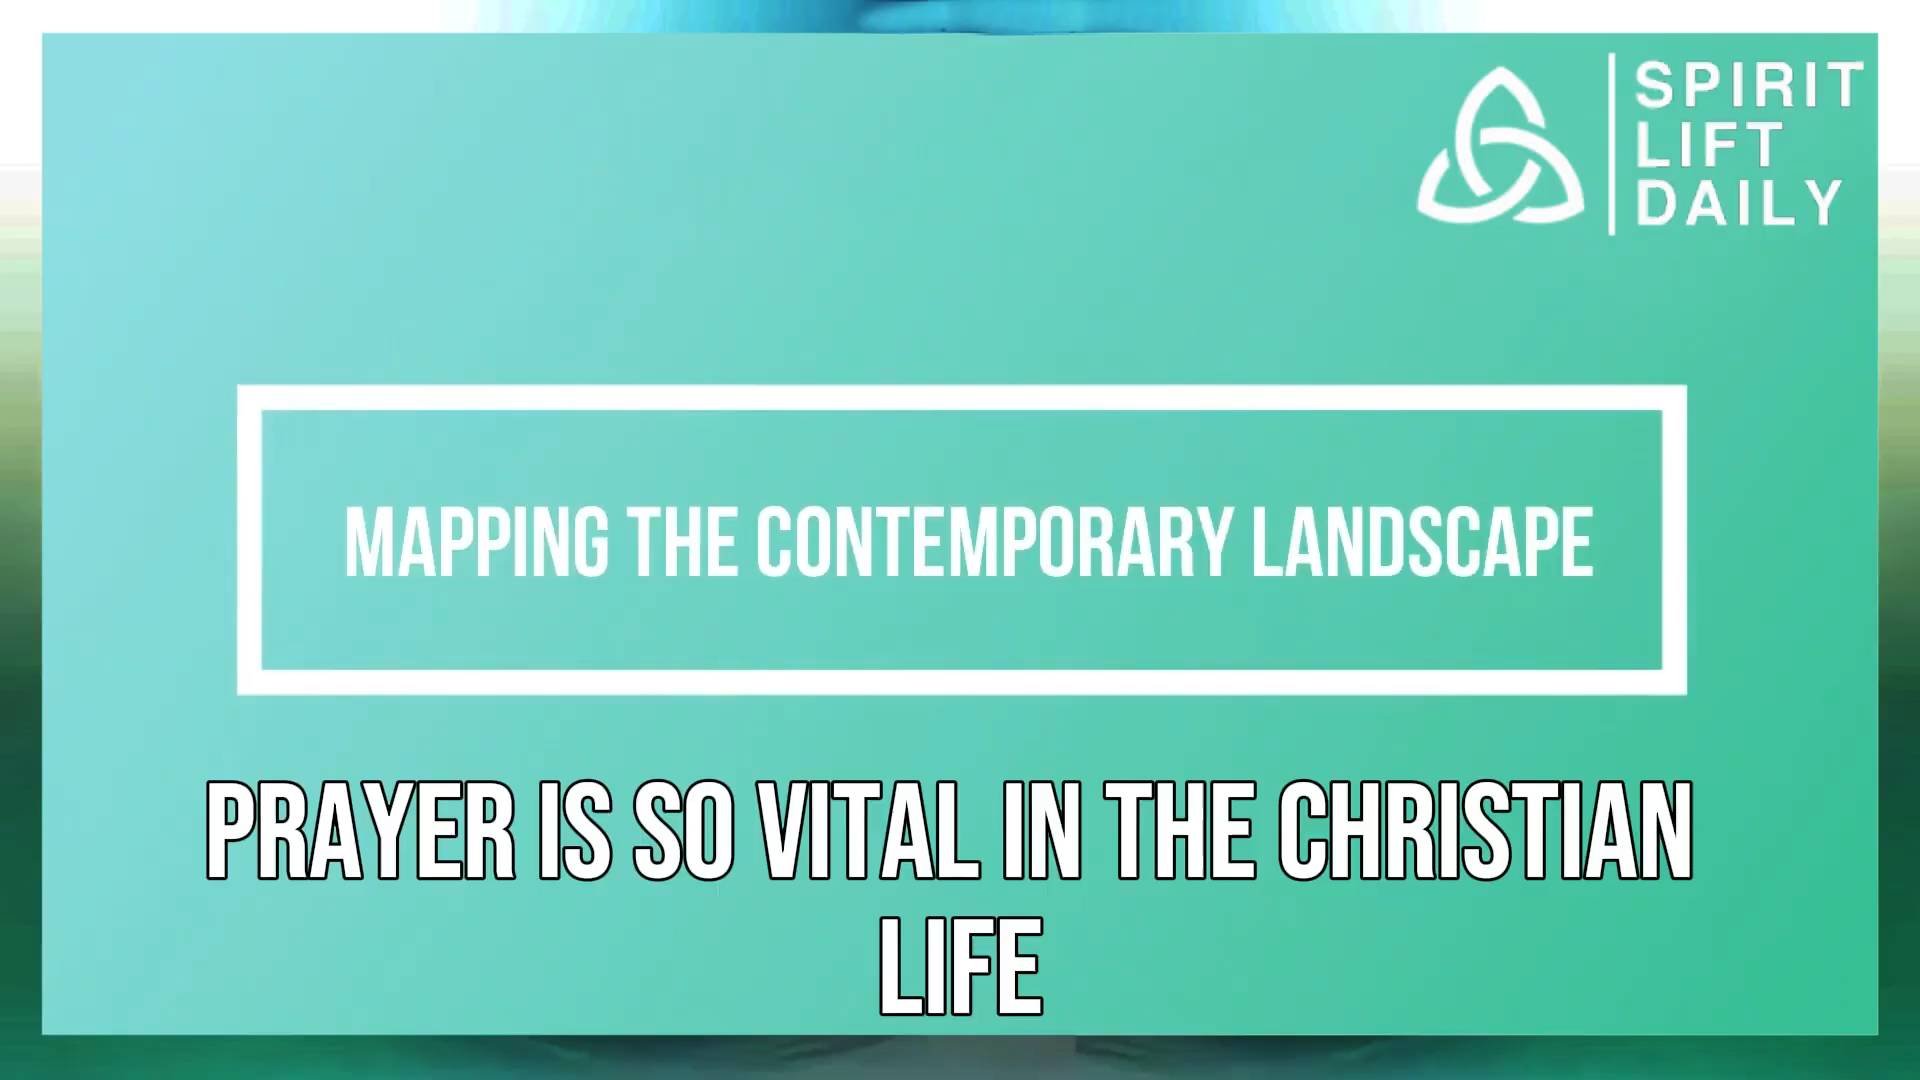 SPIRIT
LIFT
DAILY
MAPPING THE CONTEMPORARY LANDSCAPE
PRAYER IS SO VITAL IN THE CHRISTIAN
LIFE